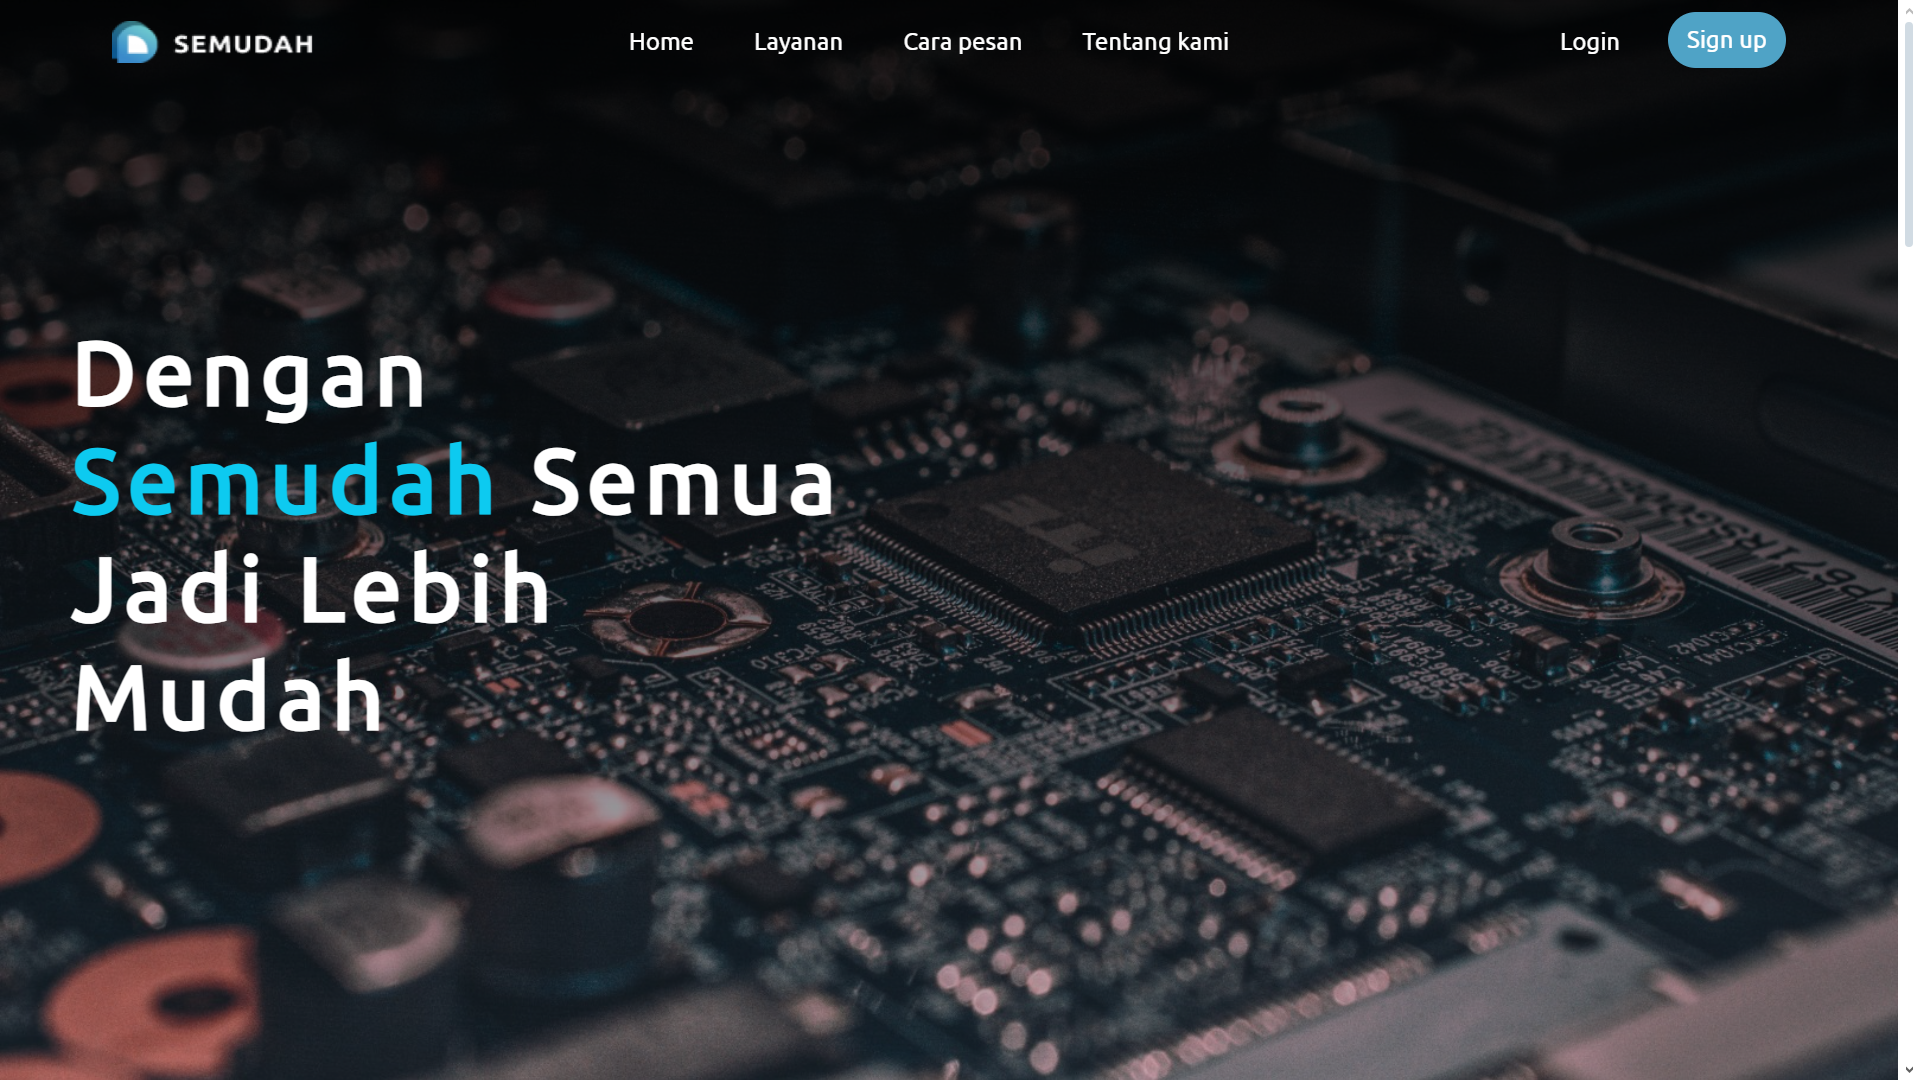 SEMUDAH
Home
Layanan
Cara pesan
Tentang kami
Login
Sign up
Dengan
Semudah Semua
Jadi Lebih
Mudah